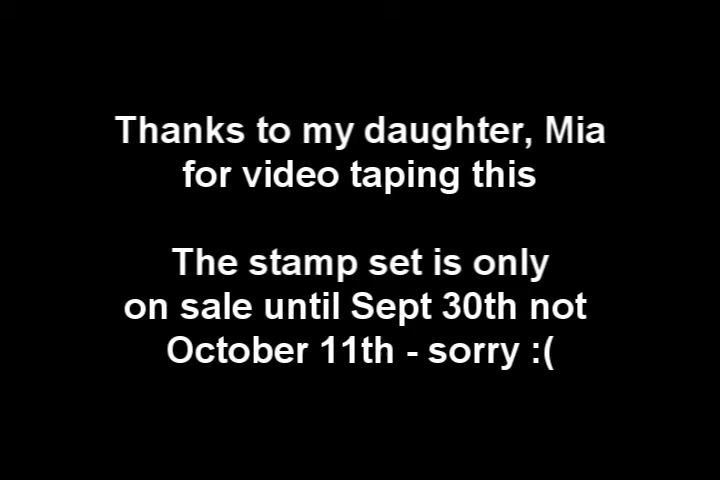 Thanks to my daughter, Mia
for video taping this
The stamp set is only
on sale until Sept 30th not
October 11th - sorry :(